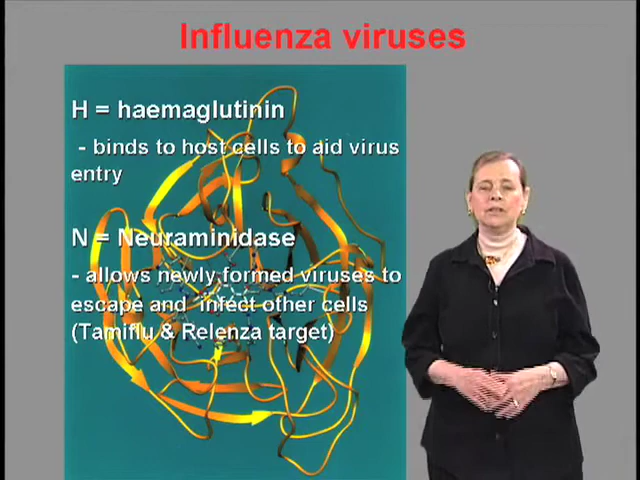 Influenza viruses
H = haemaglutinin
- binds to host cells to aid virus
entry
N = Neuraminidase
- allows newly formed viruses to
escape and infect other cells
(Tamiflu & Relenza target)